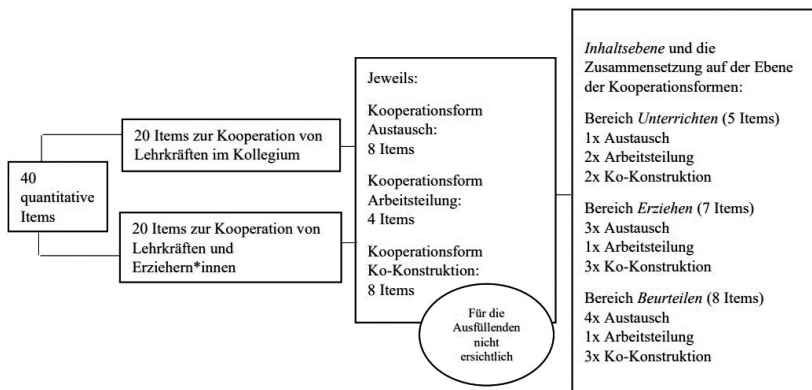 40
quantitative
Items
20 Items zur Kooperation von
Lehrkräften im Kollegium
20 Items zur Kooperation von
Lehrkräften und
Erziehern*innen
Jeweils:
Kooperationsform
Austausch:
8 Items
Kooperationsform
Arbeitsteilung:
4 Items
Kooperationsform
Ko-Konstruktion:
8 Items
Für die
Ausfüllenden
nicht
ersichtlich
Inhaltsebene und die
Zusammensetzung auf der Ebene
der Kooperationsformen:
Bereich Unterrichten (5 Items)
1x Austausch
2x Arbeitsteilung
2x Ko-Konstruktion
Bereich Erziehen (7 Items)
3x Austausch
1x Arbeitsteilung
3x Ko-Konstruktion
Bereich Beurteilen (8 Items)
4x Austausch
1x Arbeitsteilung
3x Ko-Konstruktion